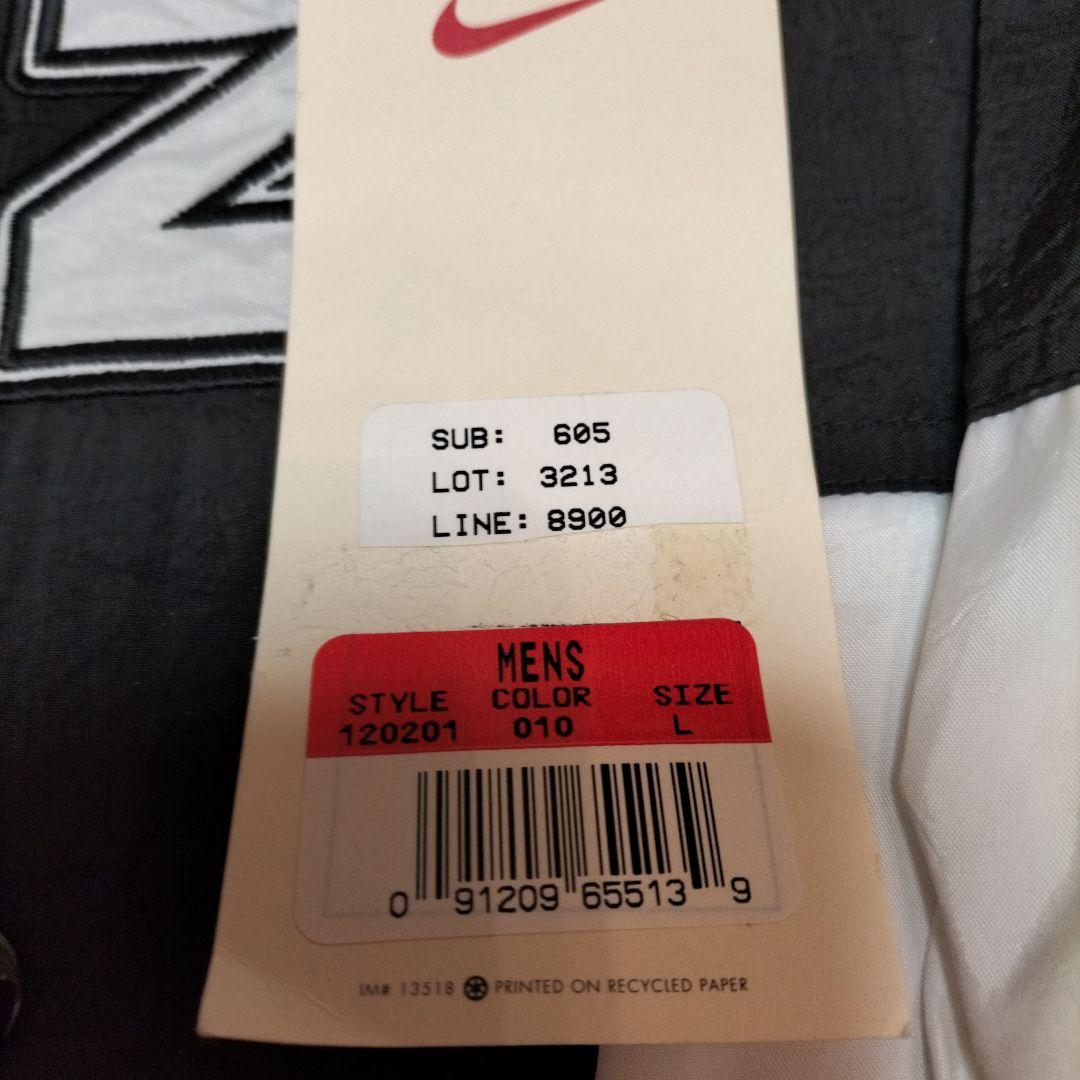 SUB: 605
LOT: 3213
LINE: 8900
MENS
STYLE COLOR SIZE
120201 010 L
0 91209 65513 9
IM# 13518 PRINTED ON RECYCLED PAPER